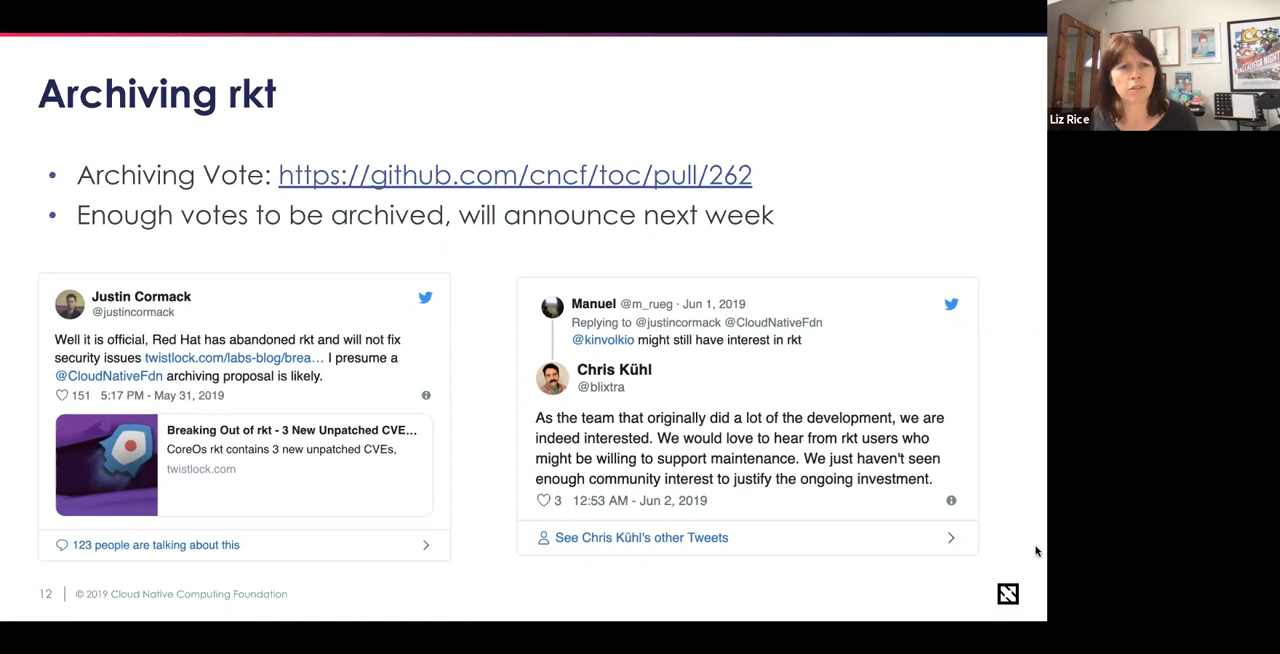 Archiving rkt
• Archiving Vote: https://github.com/cncf/toc/pull/262
• Enough votes to be archived, will announce next week
Justin Cormack
@justincormack
Well it is official, Red Hat has abandoned rkt and will not fix
security issues twistlock.com/labs-blog/brea… I presume a
@CloudNativeFdn archiving proposal is likely.
151 5:17 PM - May 31, 2019
Breaking Out of rkt - 3 New Unpatched CVE...
CoreOs rkt contains 3 new unpatched CVEs,
twistlock.com
123 people are talking about this
Manuel @m_rueg · Jun 1, 2019
Replying to @justincormack @CloudNativeFdn
@kinvolkio might still have interest in rkt
Chris Kühl
@blixtra
As the team that originally did a lot of the development, we are
indeed interested. We would love to hear from rkt users who
might be willing to support maintenance. We just haven't seen
enough community interest to justify the ongoing investment.
3 12:53 AM - Jun 2, 2019
See Chris Kühl's other Tweets
12 | © 2019 Cloud Native Computing Foundation
Liz Rice